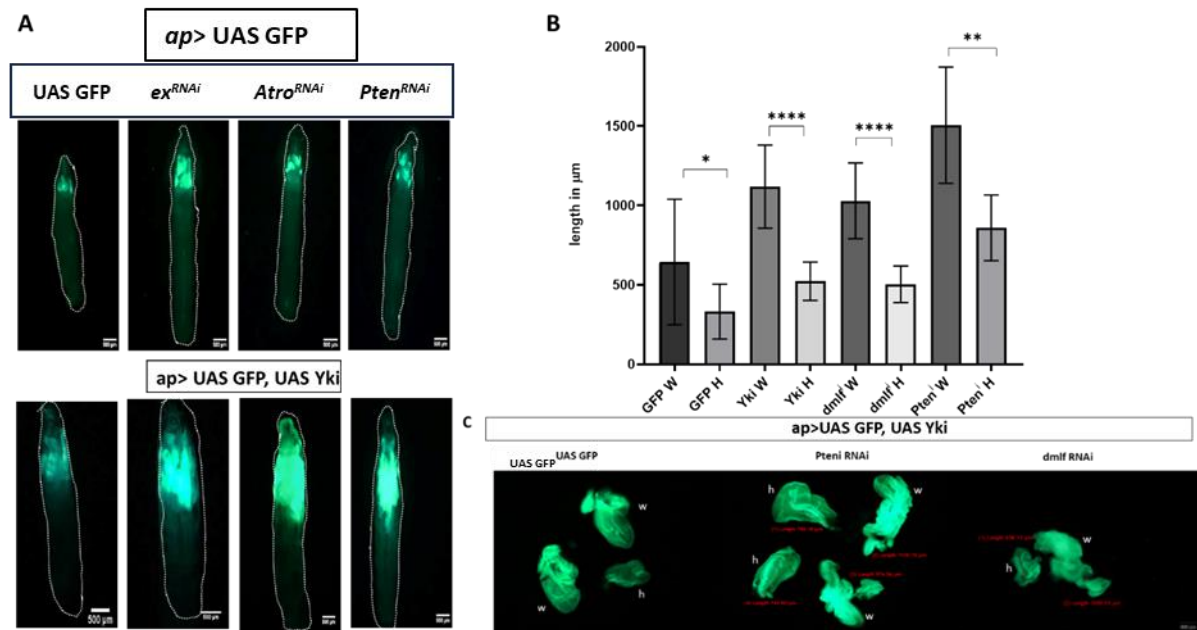 A
ap> UAS GFP
UAS GFP ex^RNAi Atro^RNAi Pten^RNAi
ap> UAS GFP, UAS Yki
500 µm
B
2000
1500
1000
500
0
length in µm
*
****
****
**
GFP W
GFP H
Yki W
Yki H
dmlf^i W
dmlf^i H
Pten^i W
Pten^i H
C
ap>UAS GFP, UAS Yki
UAS GFP
UAS GFP Pteni RNAi dmlf RNAi
h
w
w
w
h
h
h
w
w